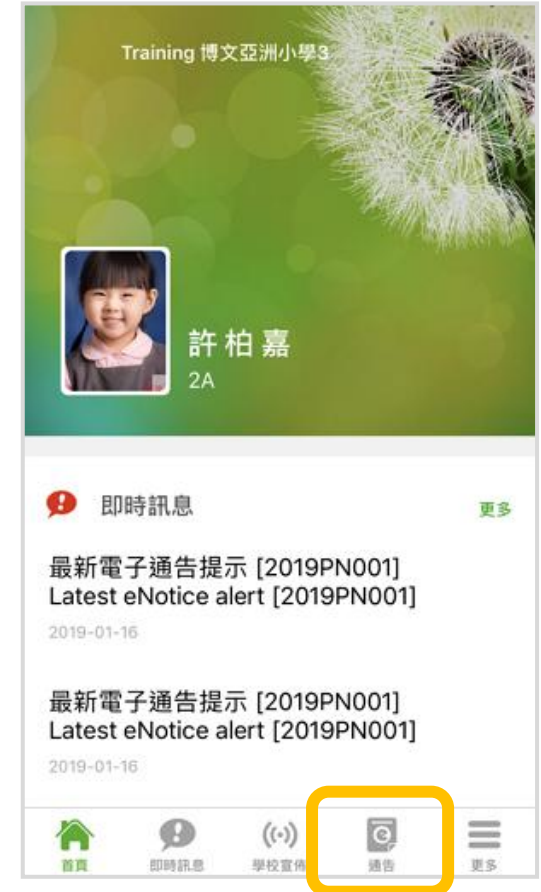 Training 博文亞洲小學3
許柏嘉
2A
即時訊息
更多
最新電子通告提示 [2019PN001]
Latest eNotice alert [2019PN001]
2019-01-16
最新電子通告提示 [2019PN001]
Latest eNotice alert [2019PN001]
2019-01-16
首頁
即時訊息
學校宣佈
通告
更多